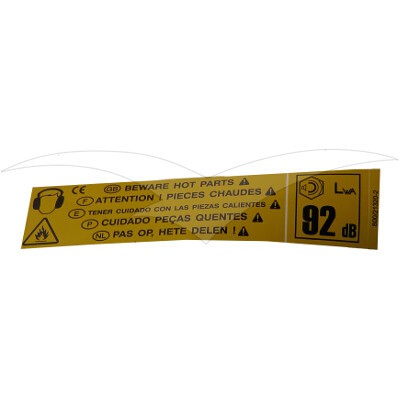 CE GB BEWARE HOT PARTS
F ATTENTION ! PIECES CHAUDES
E TENER CUIDADO CON LAS PIEZAS CALIENTES
P CUIDADO PEÇAS QUENTES
NL PAS OP, HETE DELEN !
LWA
92 dB